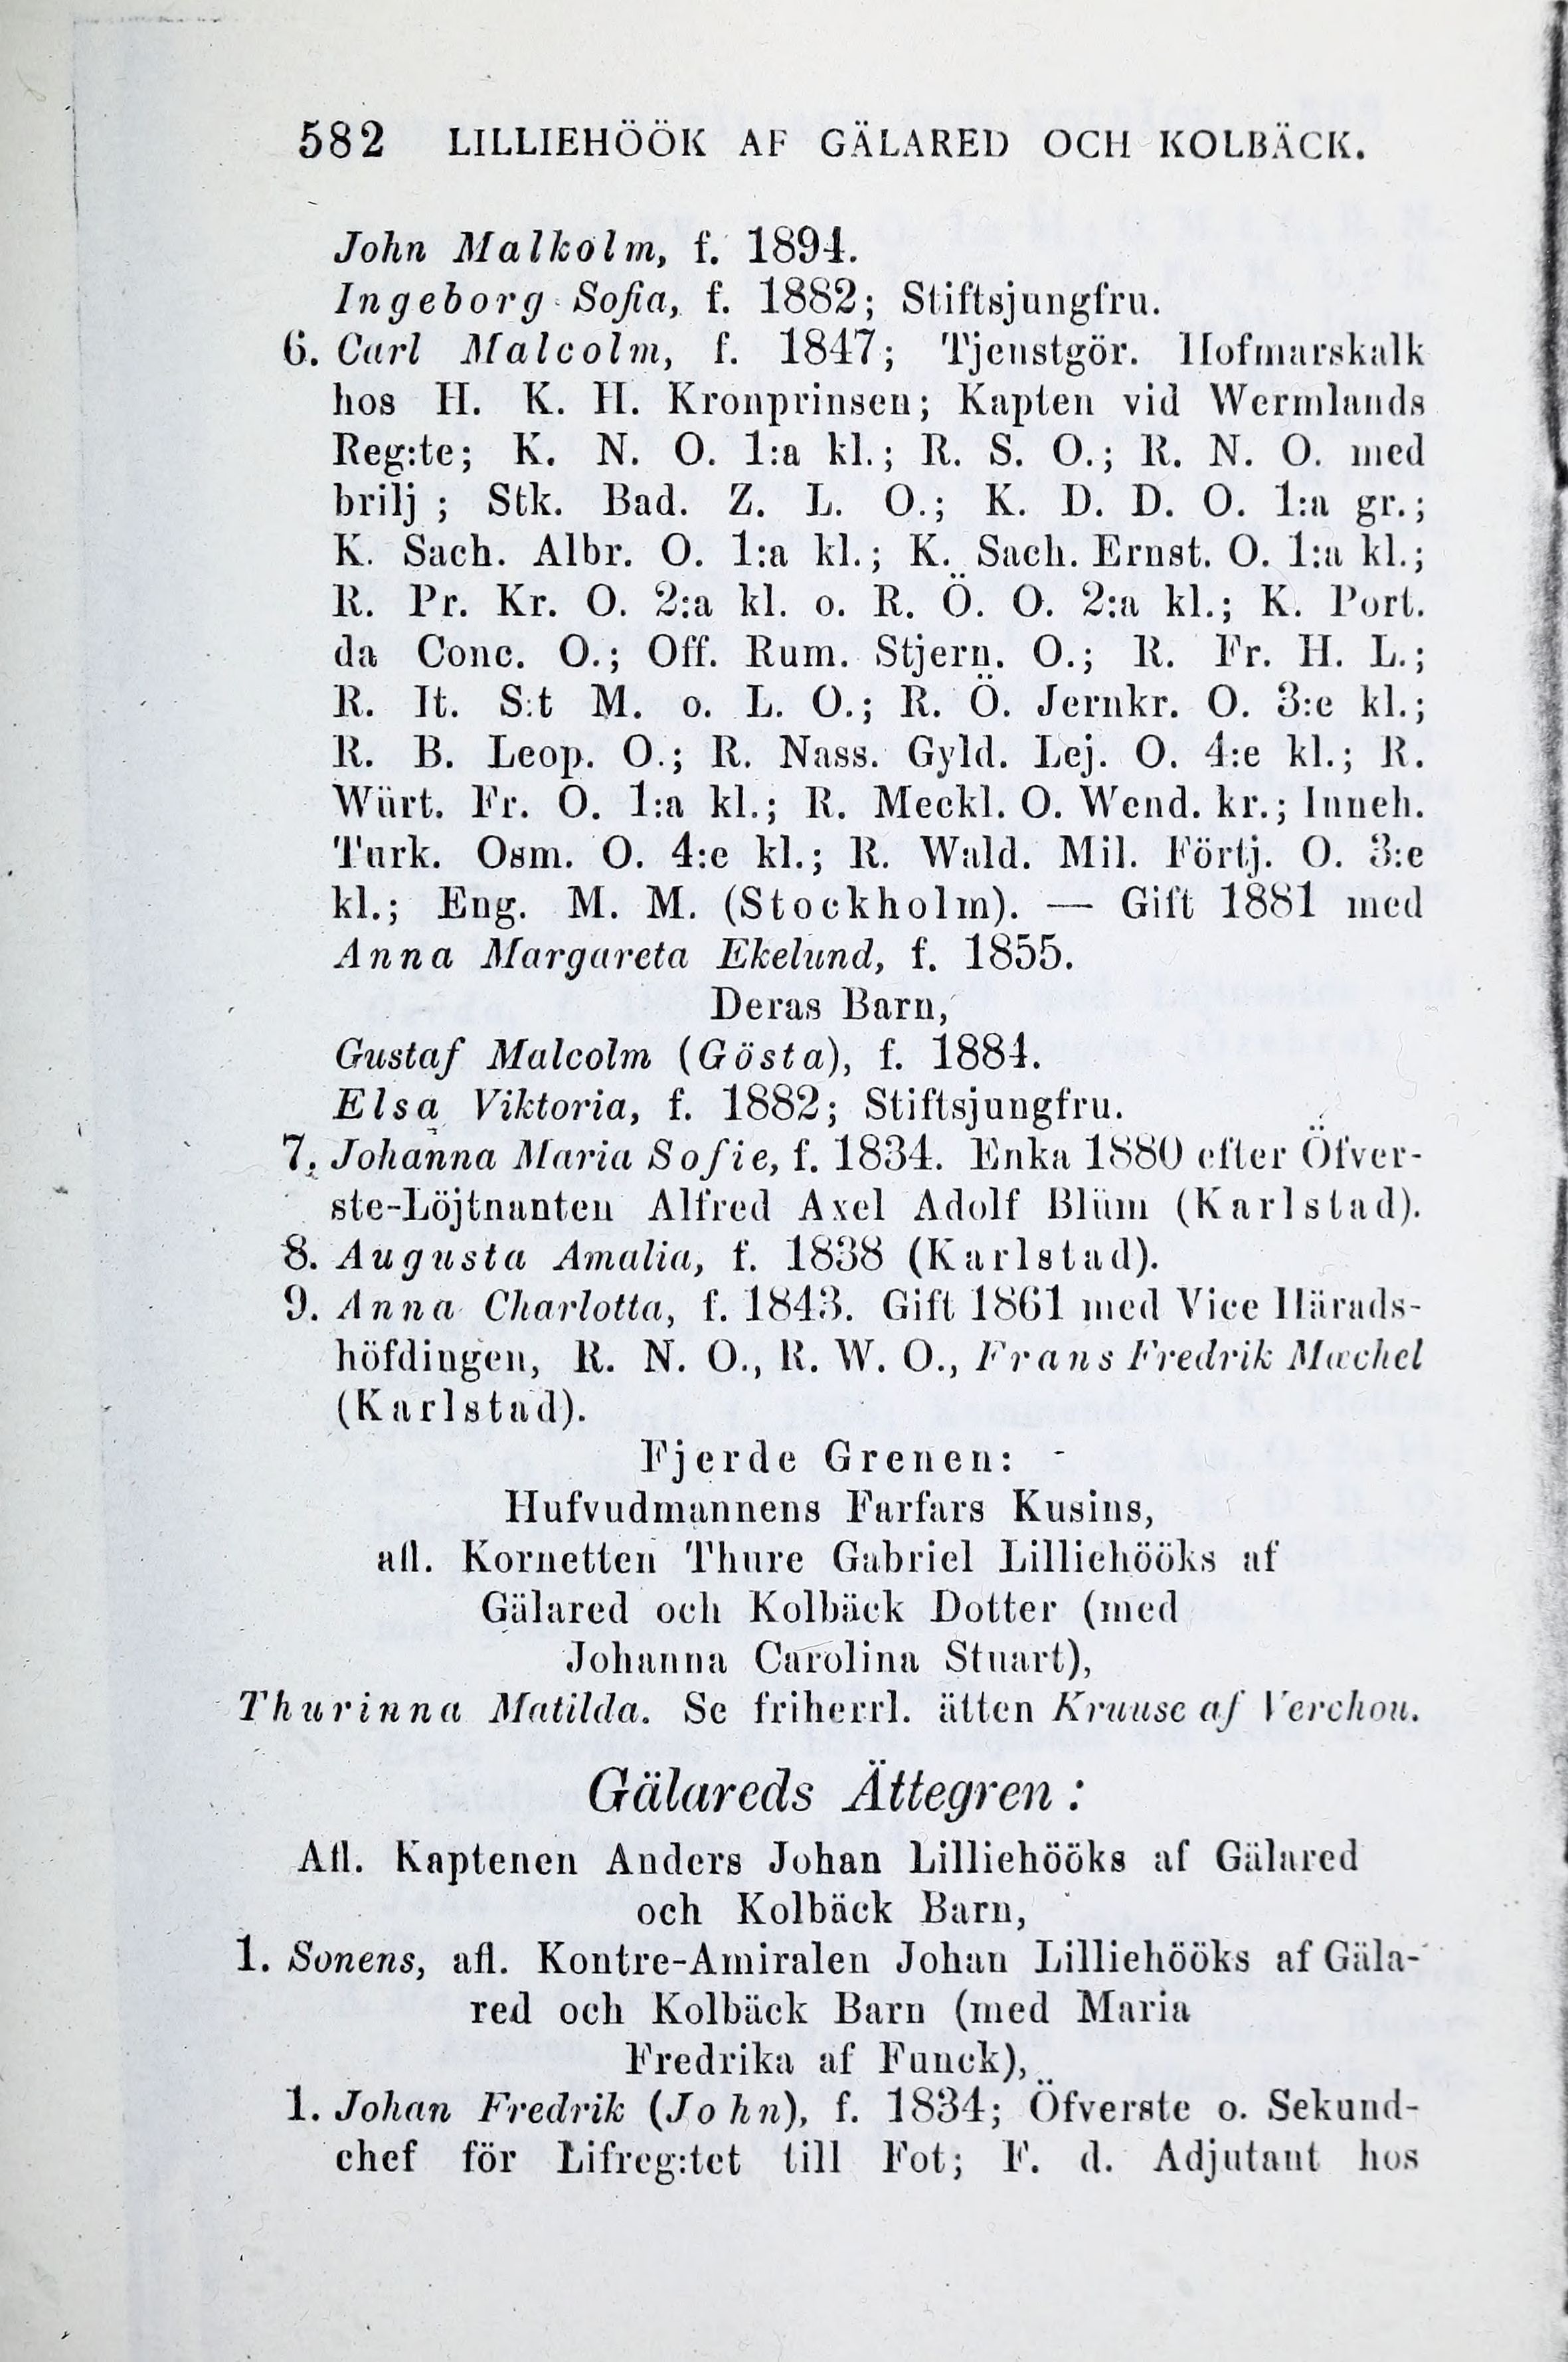 582 LILLIEHÖÖK AF GÄLARED OCH KOLBÄCK.
John Malkolm, f. 1894.
Ingeborg Sofia, f. 1882; Stiftsjungfru.
6. Carl Malcolm, f. 1847; Tjenstgör. Hofmarskalk
hos H. K. H. Kronprinsen; Kapten vid Wermlands
Reg:te; K. N. O. 1:a kl.; R. S. O.; R. N. O. med
brilj ; Stk. Bad. Z. L. O.; K. D. D. O. 1:a gr.;
K. Sach. Albr. O. 1:a kl.; K. Sach. Ernst. O. 1:a kl.;
R. Pr. Kr. O. 2:a kl. o. R. Ö. O. 2:a kl.; K. Port.
da Conc. O.; Off. Rum. Stjern. O.; R. Fr. H. L.;
R. It. S:t M. o. L. O.; R. Ö. Jernkr. O. 3:e kl.;
R. B. Leop. O.; R. Nass. Gyld. Lej. O. 4:e kl.; R.
Würt. Fr. O. 1:a kl.; R. Meckl. O. Wend. kr.; Inneh.
Turk. Osm. O. 4:e kl.; R. Wald. Mil. Förtj. O. 3:e
kl.; Eng. M. M. (Stockholm). — Gift 1881 med
Anna Margareta Ekelund, f. 1855.
Deras Barn,
Gustaf Malcolm (Gösta), f. 1884.
Elsa Viktoria, f. 1882; Stiftsjungfru.
7. Johanna Maria Sofie, f. 1834. Enka 1880 efter Öfver-
ste-Löjtnanten Alfred Axel Adolf Blüm (Karlstad).
8. Augusta Amalia, f. 1838 (Karlstad).
9. Anna Charlotta, f. 1843. Gift 1861 med Vice Härads-
höfdingen, R. N. O., R. W. O., Frans Fredrik Mæchel
(Karlstad).
Fjerde Grenen:
Hufvudmannens Farfars Kusins,
afl. Kornetten Thure Gabriel Lilliehööks af
Gälared och Kolbäck Dotter (med
Johanna Carolina Stuart),
Thurinna Matilda. Se friherrl. ätten Kruuse af Verchou.
Gälareds Ättegren :
Afl. Kaptenen Anders Johan Lilliehööks af Gälared
och Kolbäck Barn,
1. Sonens, afl. Kontre-Amiralen Johan Lilliehööks af Gäla-
red och Kolbäck Barn (med Maria
Fredrika af Funck),
1. Johan Fredrik (John), f. 1834; Öfverste o. Sekund-
chef för Lifreg:tet till Fot; F. d. Adjutant hos